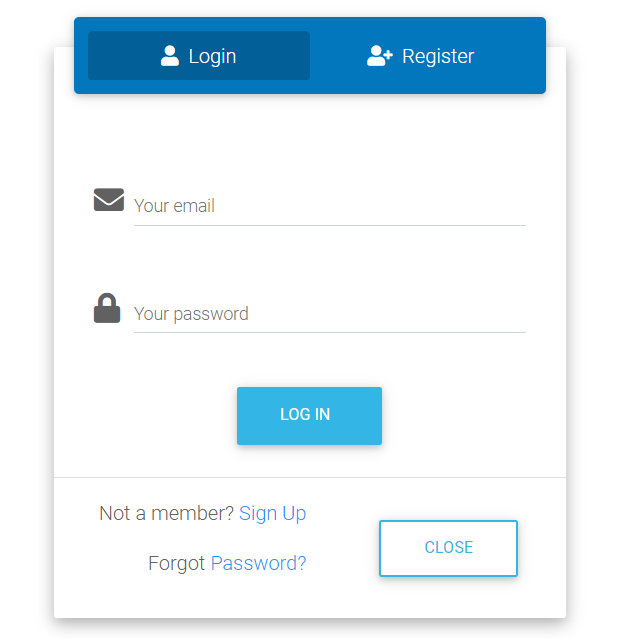 Login
Register
Your email
Your password
LOG IN
Not a member? Sign Up
Forgot Password?
CLOSE